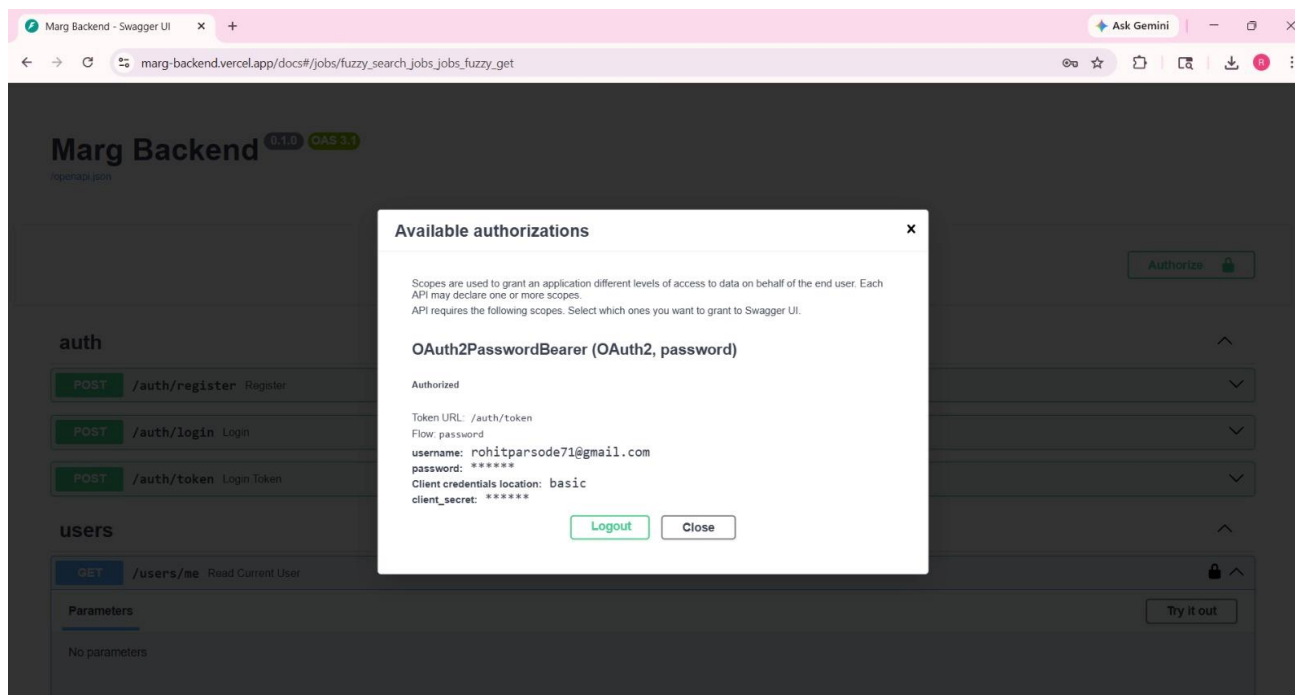 Marg Backend - Swagger UI
Ask Gemini
marg-backend.vercel.app/docs#/jobs/fuzzy_search_jobs_jobs_fuzzy_get
R
Marg Backend 0.1.0 OAS 3.1
/openapi.json
Available authorizations
Authorize
Scopes are used to grant an application different levels of access to data on behalf of the end user. Each
API may declare one or more scopes.
API requires the following scopes. Select which ones you want to grant to Swagger UI.
OAuth2PasswordBearer (OAuth2, password)
Authorized
Token URL: /auth/token
Flow: password
username: rohitparsode71@gmail.com
password: ******
Client credentials location: basic
client_secret: ******
Logout Close
auth
POST /auth/register Register
POST /auth/login Login
POST /auth/token Login Token
users
GET /users/me Read Current User
Parameters
Try it out
No parameters